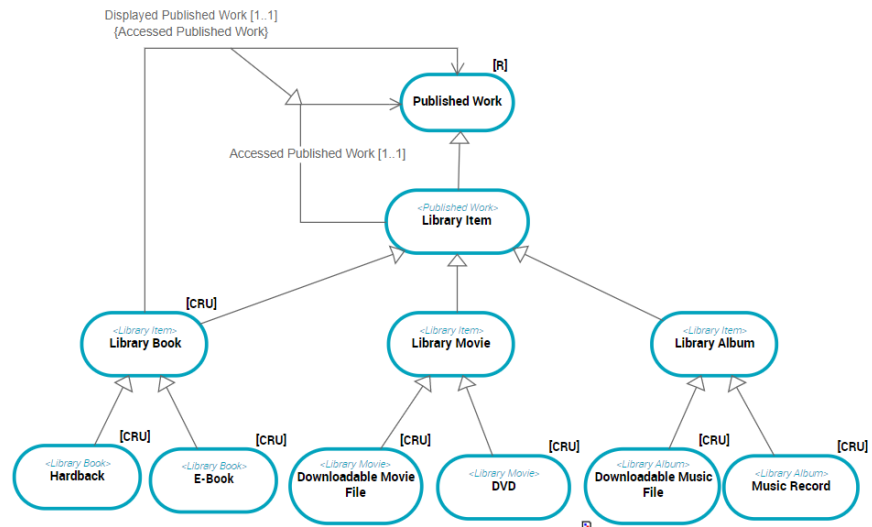 Displayed Published Work [1..1]
{Accessed Published Work}
[R]
Published Work
Accessed Published Work [1..1]
<Published Work>
Library Item
[CRU]
<Library Item>
Library Book
<Library Item>
Library Movie
<Library Item>
Library Album
[CRU]
<Library Book>
Hardback
[CRU]
<Library Book>
E-Book
[CRU]
<Library Movie>
Downloadable Movie
File
[CRU]
<Library Movie>
DVD
[CRU]
<Library Album>
Downloadable Music
File
[CRU]
<Library Album>
Music Record